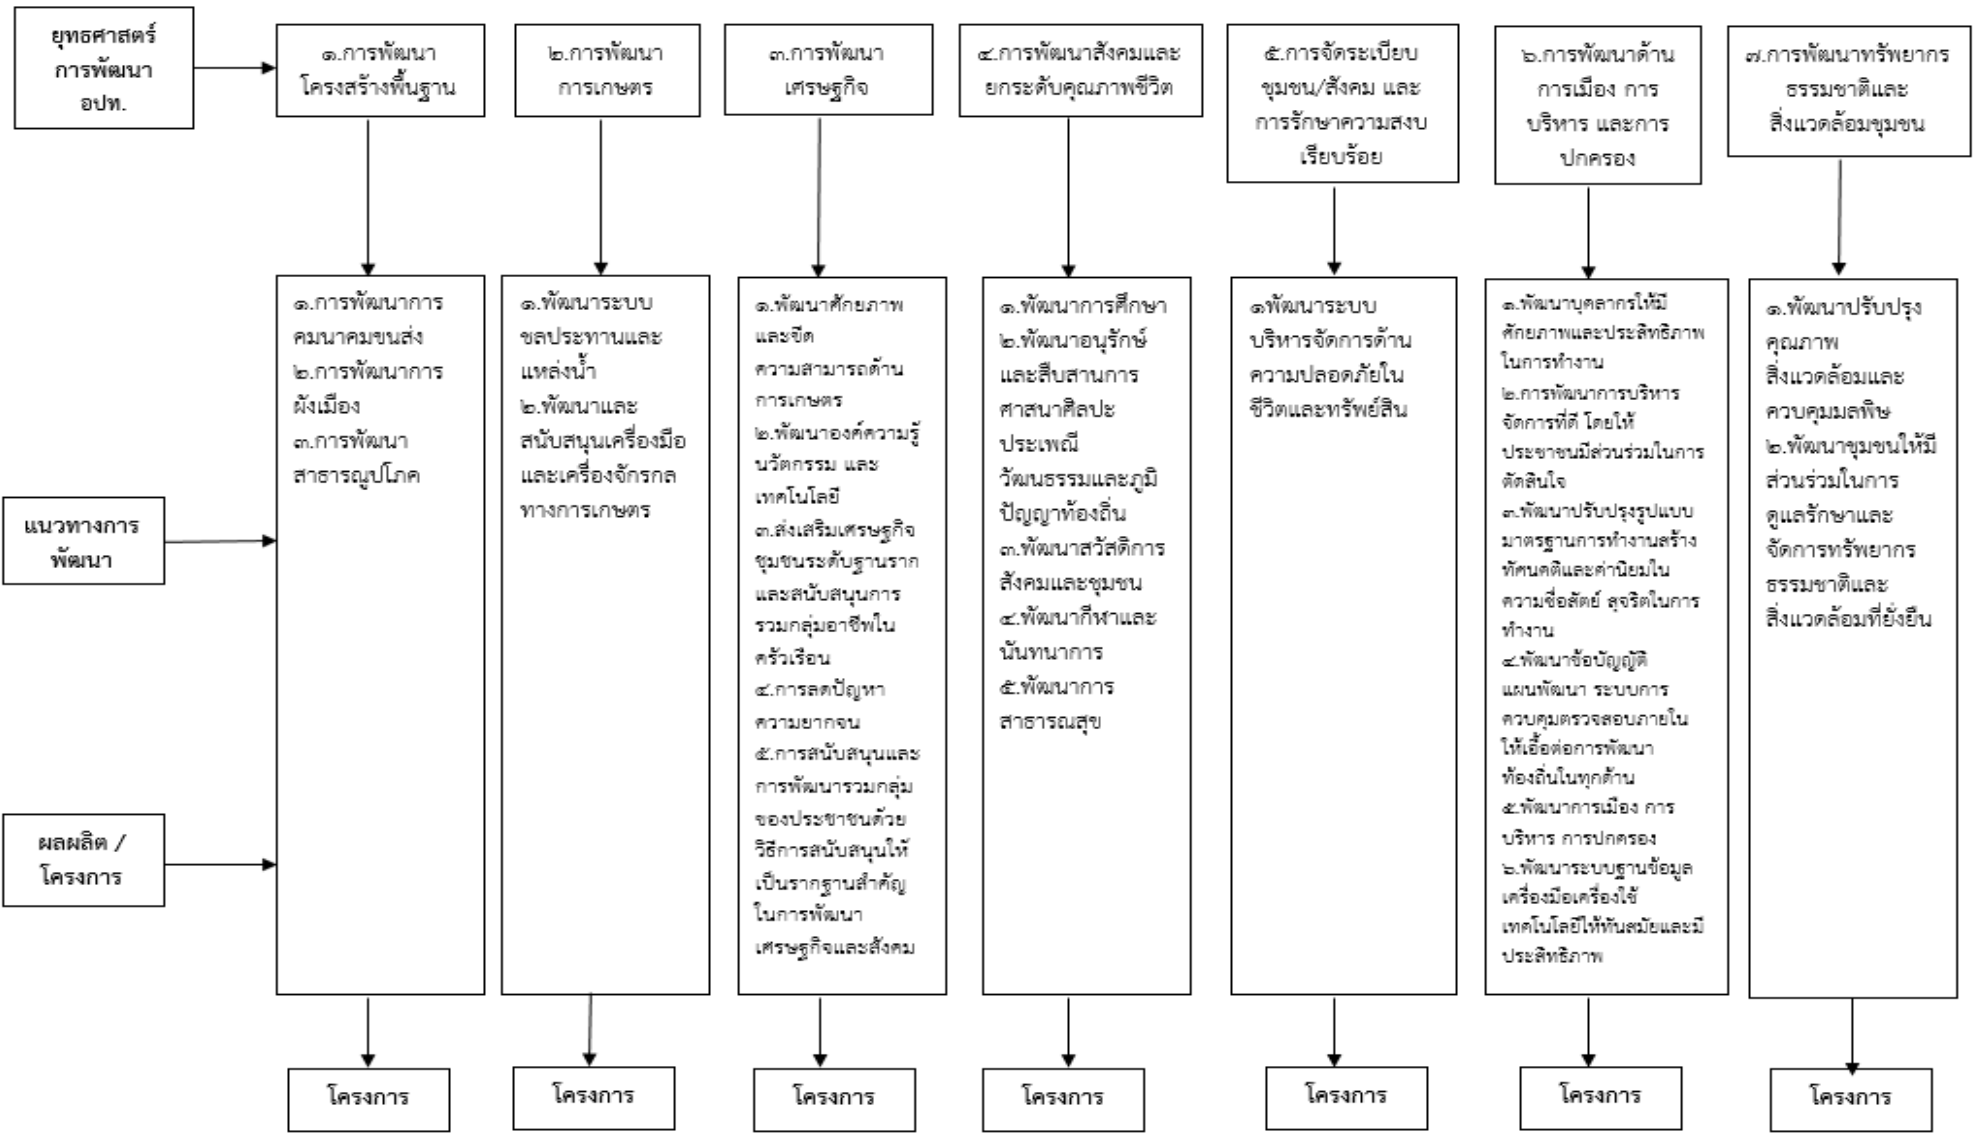 ยุทธศาสตร์
การพัฒนา
อปท.
๑.การพัฒนา
โครงสร้างพื้นฐาน
๒.การพัฒนา
การเกษตร
๓.การพัฒนา
เศรษฐกิจ
๔.การพัฒนาสังคมและ
ยกระดับคุณภาพชีวิต
๕.การจัดระเบียบ
ชุมชน/สังคม และ
การรักษาความสงบ
เรียบร้อย
๖.การพัฒนาด้าน
การเมือง การ
บริหาร และการ
ปกครอง
๗.การพัฒนาทรัพยากร
ธรรมชาติและ
สิ่งแวดล้อมชุมชน
แนวทางการ
พัฒนา
ผลผลิต /
โครงการ
๑.การพัฒนาการ
คมนาคมขนส่ง
๒.การพัฒนาการ
ผังเมือง
๓.การพัฒนา
สาธารณูปโภค
๑.พัฒนาระบบ
ชลประทานและ
แหล่งน้ำ
๒.พัฒนาและ
สนับสนุนเครื่องมือ
และเครื่องจักรกล
ทางการเกษตร
๑.พัฒนาศักยภาพ
และขีด
ความสามารถด้าน
การเกษตร
๒.พัฒนาองค์ความรู้
นวัตกรรม และ
เทคโนโลยี
๓.ส่งเสริมเศรษฐกิจ
ชุมชนระดับฐานราก
และสนับสนุนการ
รวมกลุ่มอาชีพใน
ครัวเรือน
๔.การลดปัญหา
ความยากจน
๕.การสนับสนุนและ
การพัฒนารวมกลุ่ม
ของประชาชนด้วย
วิธีการสนับสนุนให้
เป็นรากฐานสำคัญ
ในการพัฒนา
เศรษฐกิจและสังคม
๑.พัฒนาการศึกษา
๒.พัฒนาอนุรักษ์
และสืบสานการ
ศาสนาศิลปะ
ประเพณี
วัฒนธรรมและภูมิ
ปัญญาท้องถิ่น
๓.พัฒนาสวัสดิการ
สังคมและชุมชน
๔.พัฒนากีฬาและ
นันทนาการ
๕.พัฒนาการ
สาธารณสุข
๑พัฒนาระบบ
บริหารจัดการด้าน
ความปลอดภัยใน
ชีวิตและทรัพย์สิน
๑.พัฒนาบุคลากรให้มี
ศักยภาพและประสิทธิภาพ
ในการทำงาน
๒.การพัฒนาการบริหาร
จัดการที่ดี โดยให้
ประชาชนมีส่วนร่วมในการ
ตัดสินใจ
๓.พัฒนาปรับปรุงรูปแบบ
มาตรฐานการทำงานสร้าง
ทัศนคติและค่านิยมใน
ความซื่อสัตย์ สุจริตในการ
ทำงาน
๔.พัฒนาข้อบัญญัติ
แผนพัฒนา ระบบการ
ควบคุมตรวจสอบภายใน
ให้เอื้อต่อการพัฒนา
ท้องถิ่นในทุกด้าน
๕.พัฒนาการเมือง การ
บริหาร การปกครอง
๖.พัฒนาระบบฐานข้อมูล
เครื่องมือเครื่องใช้
เทคโนโลยีให้ทันสมัยและมี
ประสิทธิภาพ
๑.พัฒนาปรับปรุง
คุณภาพ
สิ่งแวดล้อมและ
ควบคุมมลพิษ
๒.พัฒนาชุมชนให้มี
ส่วนร่วมในการ
ดูแลรักษาและ
จัดการทรัพยากร
ธรรมชาติและ
สิ่งแวดล้อมที่ยั่งยืน
โครงการ
โครงการ
โครงการ
โครงการ
โครงการ
โครงการ
โครงการ